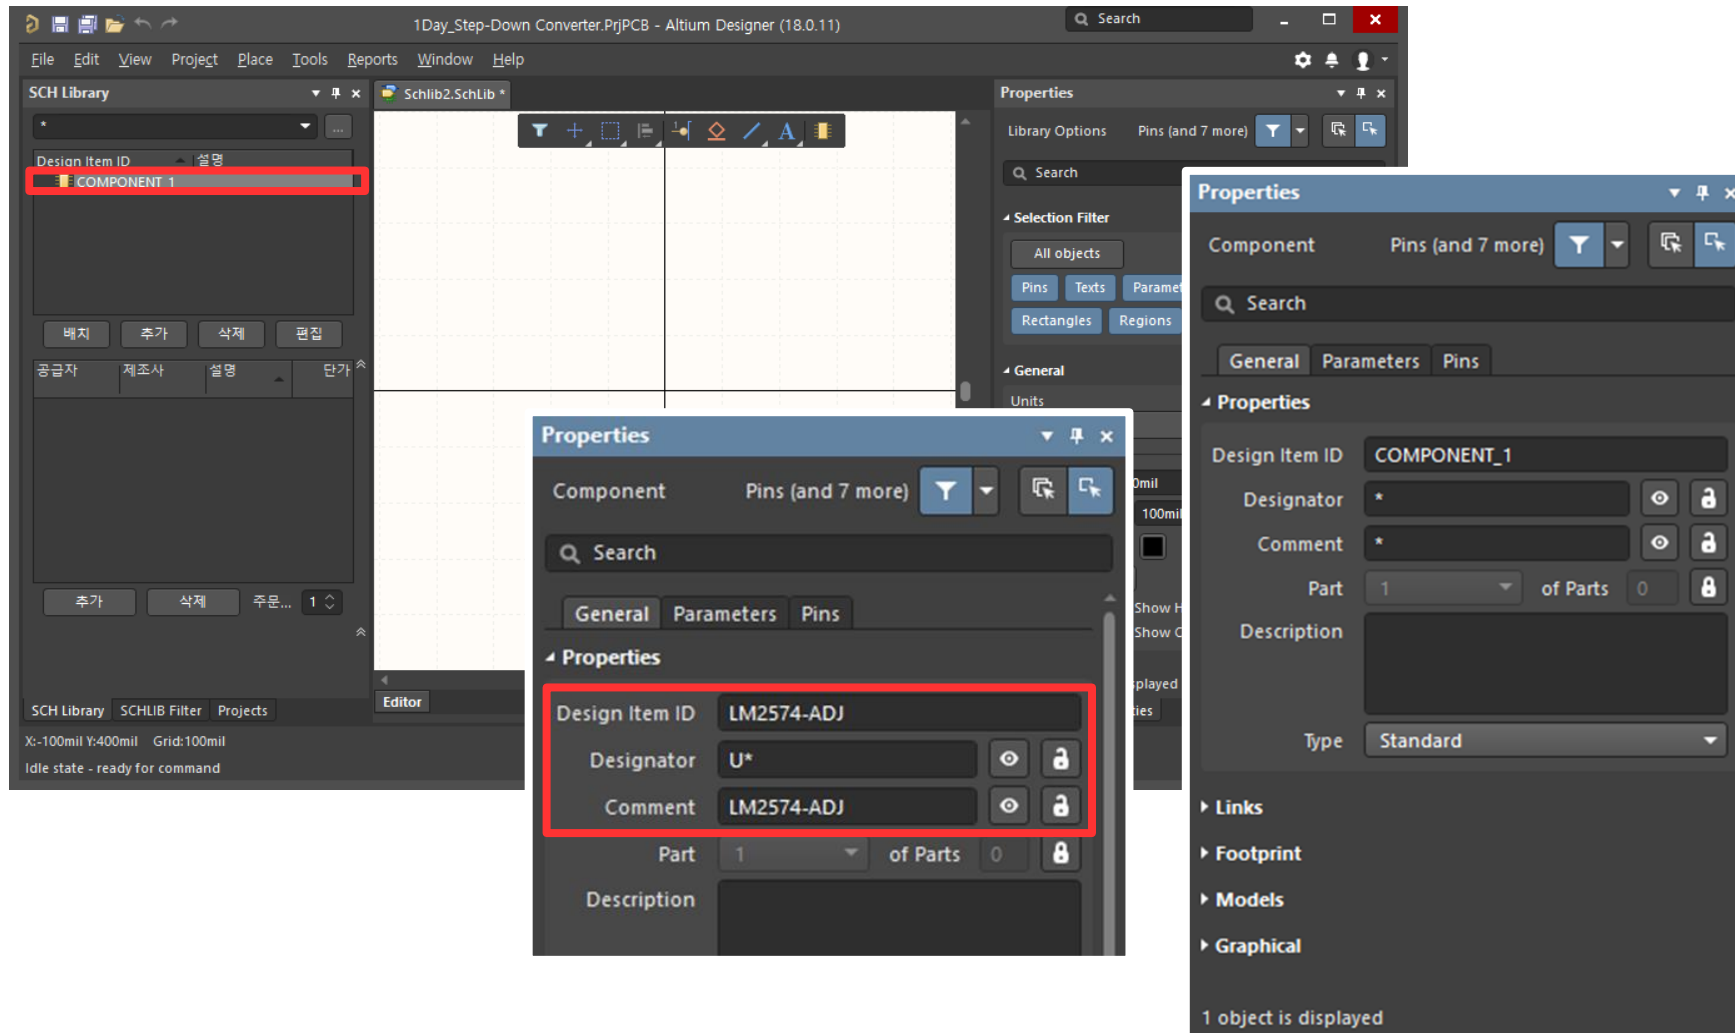 1Day_Step-Down Converter.PrjPCB - Altium Designer (18.0.11)
Search
File Edit View Project Place Tools Reports Window Help
SCH Library
*
...
Design Item ID 설명
COMPONENT_1
배치 추가 삭제 편집
공급자 제조사 설명 단가
추가 삭제 주문... 1
SCH Library SCHLIB Filter Projects
X:-100mil Y:400mil Grid:100mil
Idle state - ready for command
Schlib2.SchLib *
A
Editor
Properties
Library Options Pins (and 7 more)
Search
Selection Filter
All objects
Pins Texts Paramet
Rectangles Regions
General
Units
0mil
100mil
Show H
Show C
splayed
ties
Properties
Component Pins (and 7 more)
Search
General Parameters Pins
Properties
Design Item ID LM2574-ADJ
Designator U*
Comment LM2574-ADJ
Part 1 of Parts 0
Description
Properties
Component Pins (and 7 more)
Search
General Parameters Pins
Properties
Design Item ID COMPONENT_1
Designator *
Comment *
Part 1 of Parts 0
Description
Type Standard
Links
Footprint
Models
Graphical
1 object is displayed